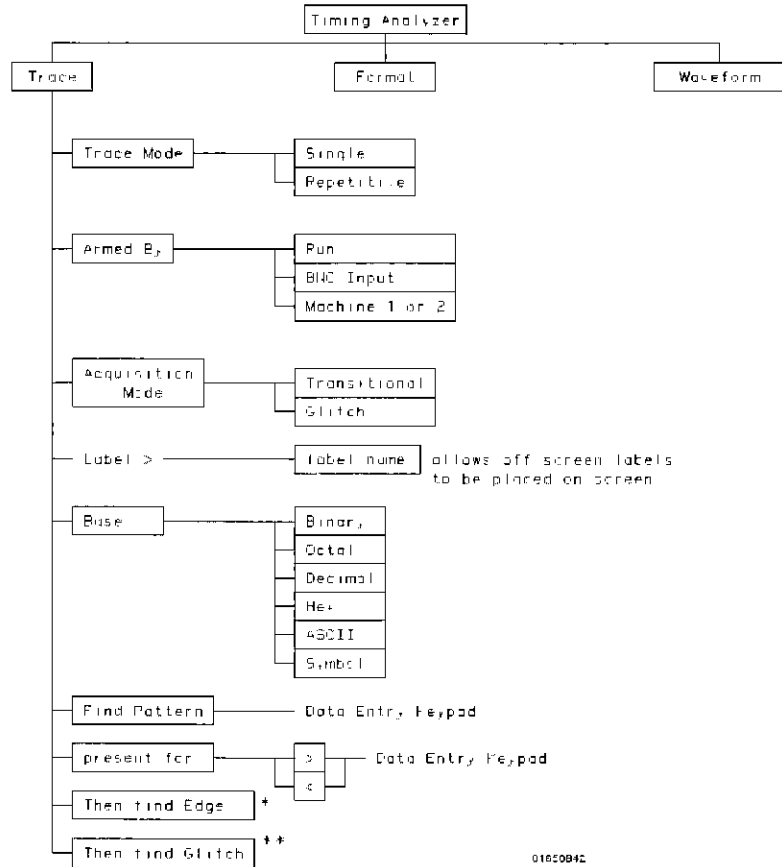 Timing Analyzer
Trace
Format
Waveform
Trace Mode
Single
Repetitive
Armed By
Run
BNC Input
Machine 1 or 2
Acquisition
Mode
Transitional
Glitch
Label >
label name
allows off screen labels
to be placed on screen
Base
Binary
Octal
Decimal
Hex
ASCII
Symbol
Find Pattern
Data Entry Keypad
present for
>
<
Data Entry Keypad
Then find Edge *
Then find Glitch **
01650B42